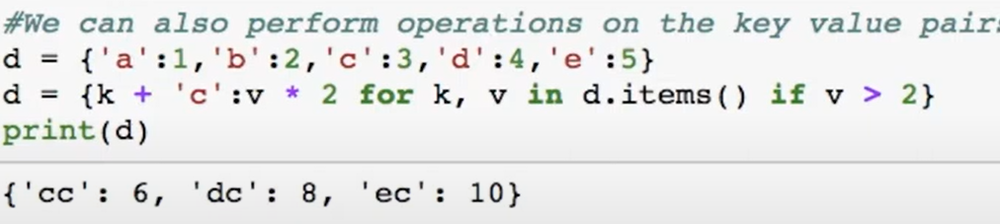 #We can also perform operations on the key value pairs
d = {'a':1,'b':2,'c':3,'d':4,'e':5}
d = {k + 'c':v * 2 for k, v in d.items() if v > 2}
print(d)
{'cc': 6, 'dc': 8, 'ec': 10}